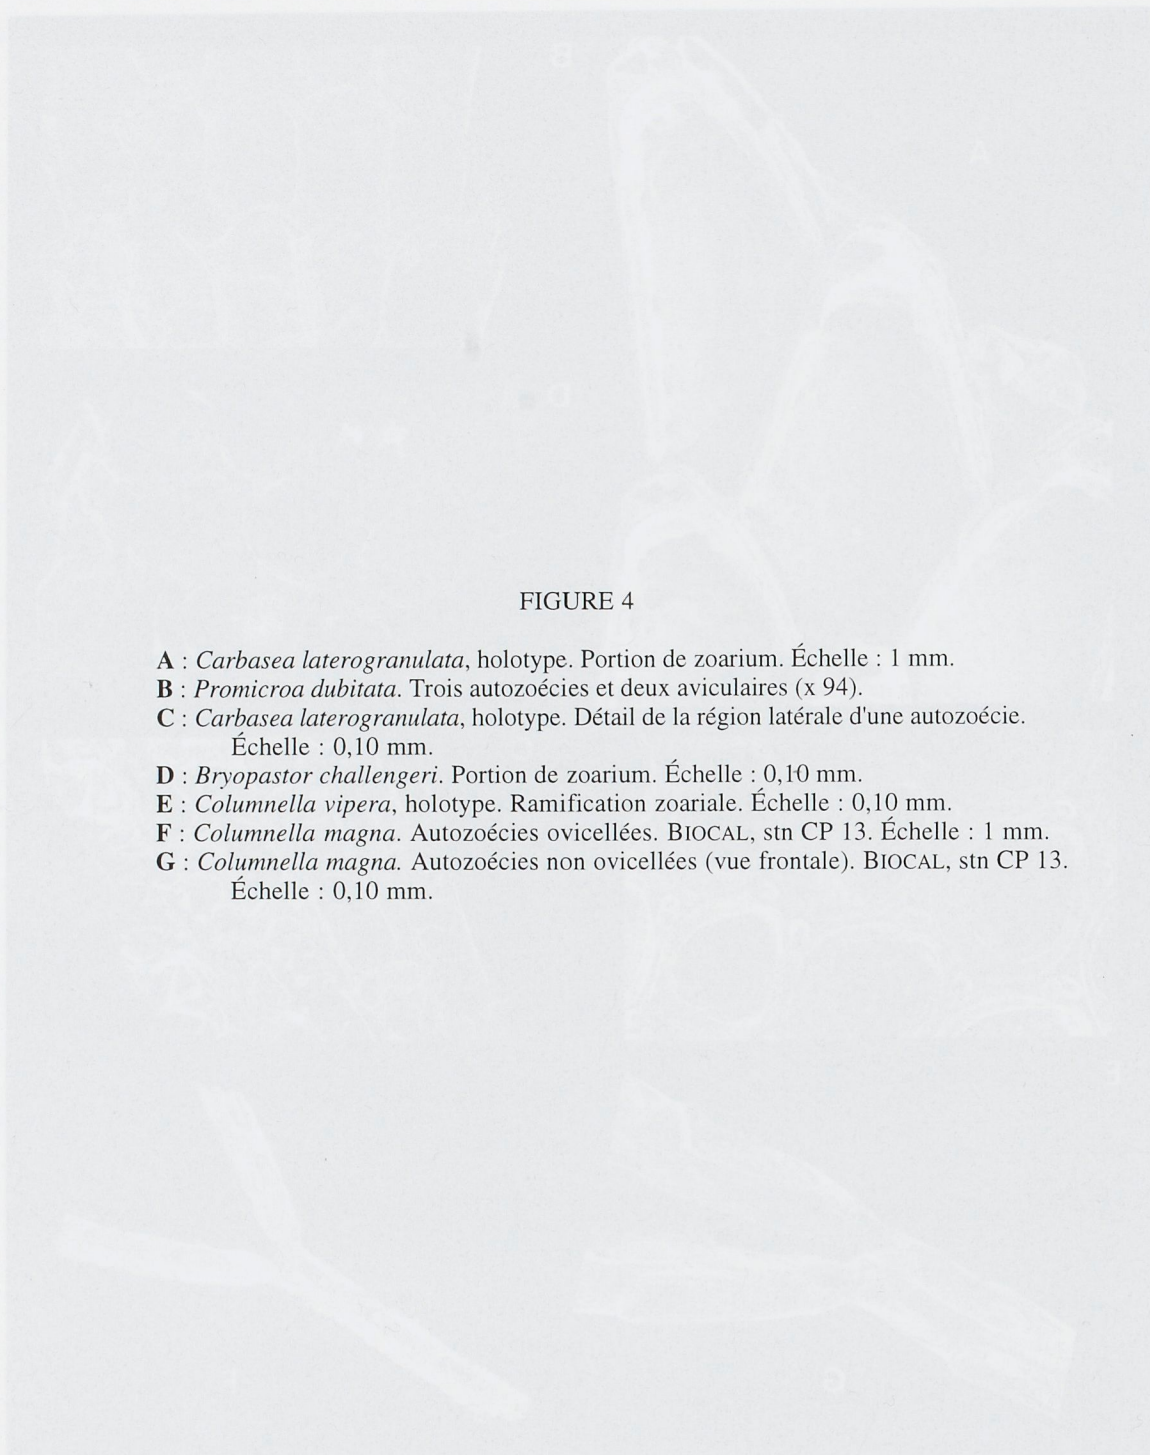 FIGURE 4
A : Carbasea laterogranulata, holotype. Portion de zoarium. Échelle : 1 mm.
B : Promicroa dubitata. Trois autozoécies et deux aviculaires (x 94).
C : Carbasea laterogranulata, holotype. Détail de la région latérale d'une autozoécie.
Échelle : 0,10 mm.
D : Bryopastor challengeri. Portion de zoarium. Échelle : 0,10 mm.
E : Columnella vipera, holotype. Ramification zoariale. Échelle : 0,10 mm.
F : Columnella magna. Autozoécies ovicellées. BIOCAL, stn CP 13. Échelle : 1 mm.
G : Columnella magna. Autozoécies non ovicellées (vue frontale). BIOCAL, stn CP 13.
Échelle : 0,10 mm.